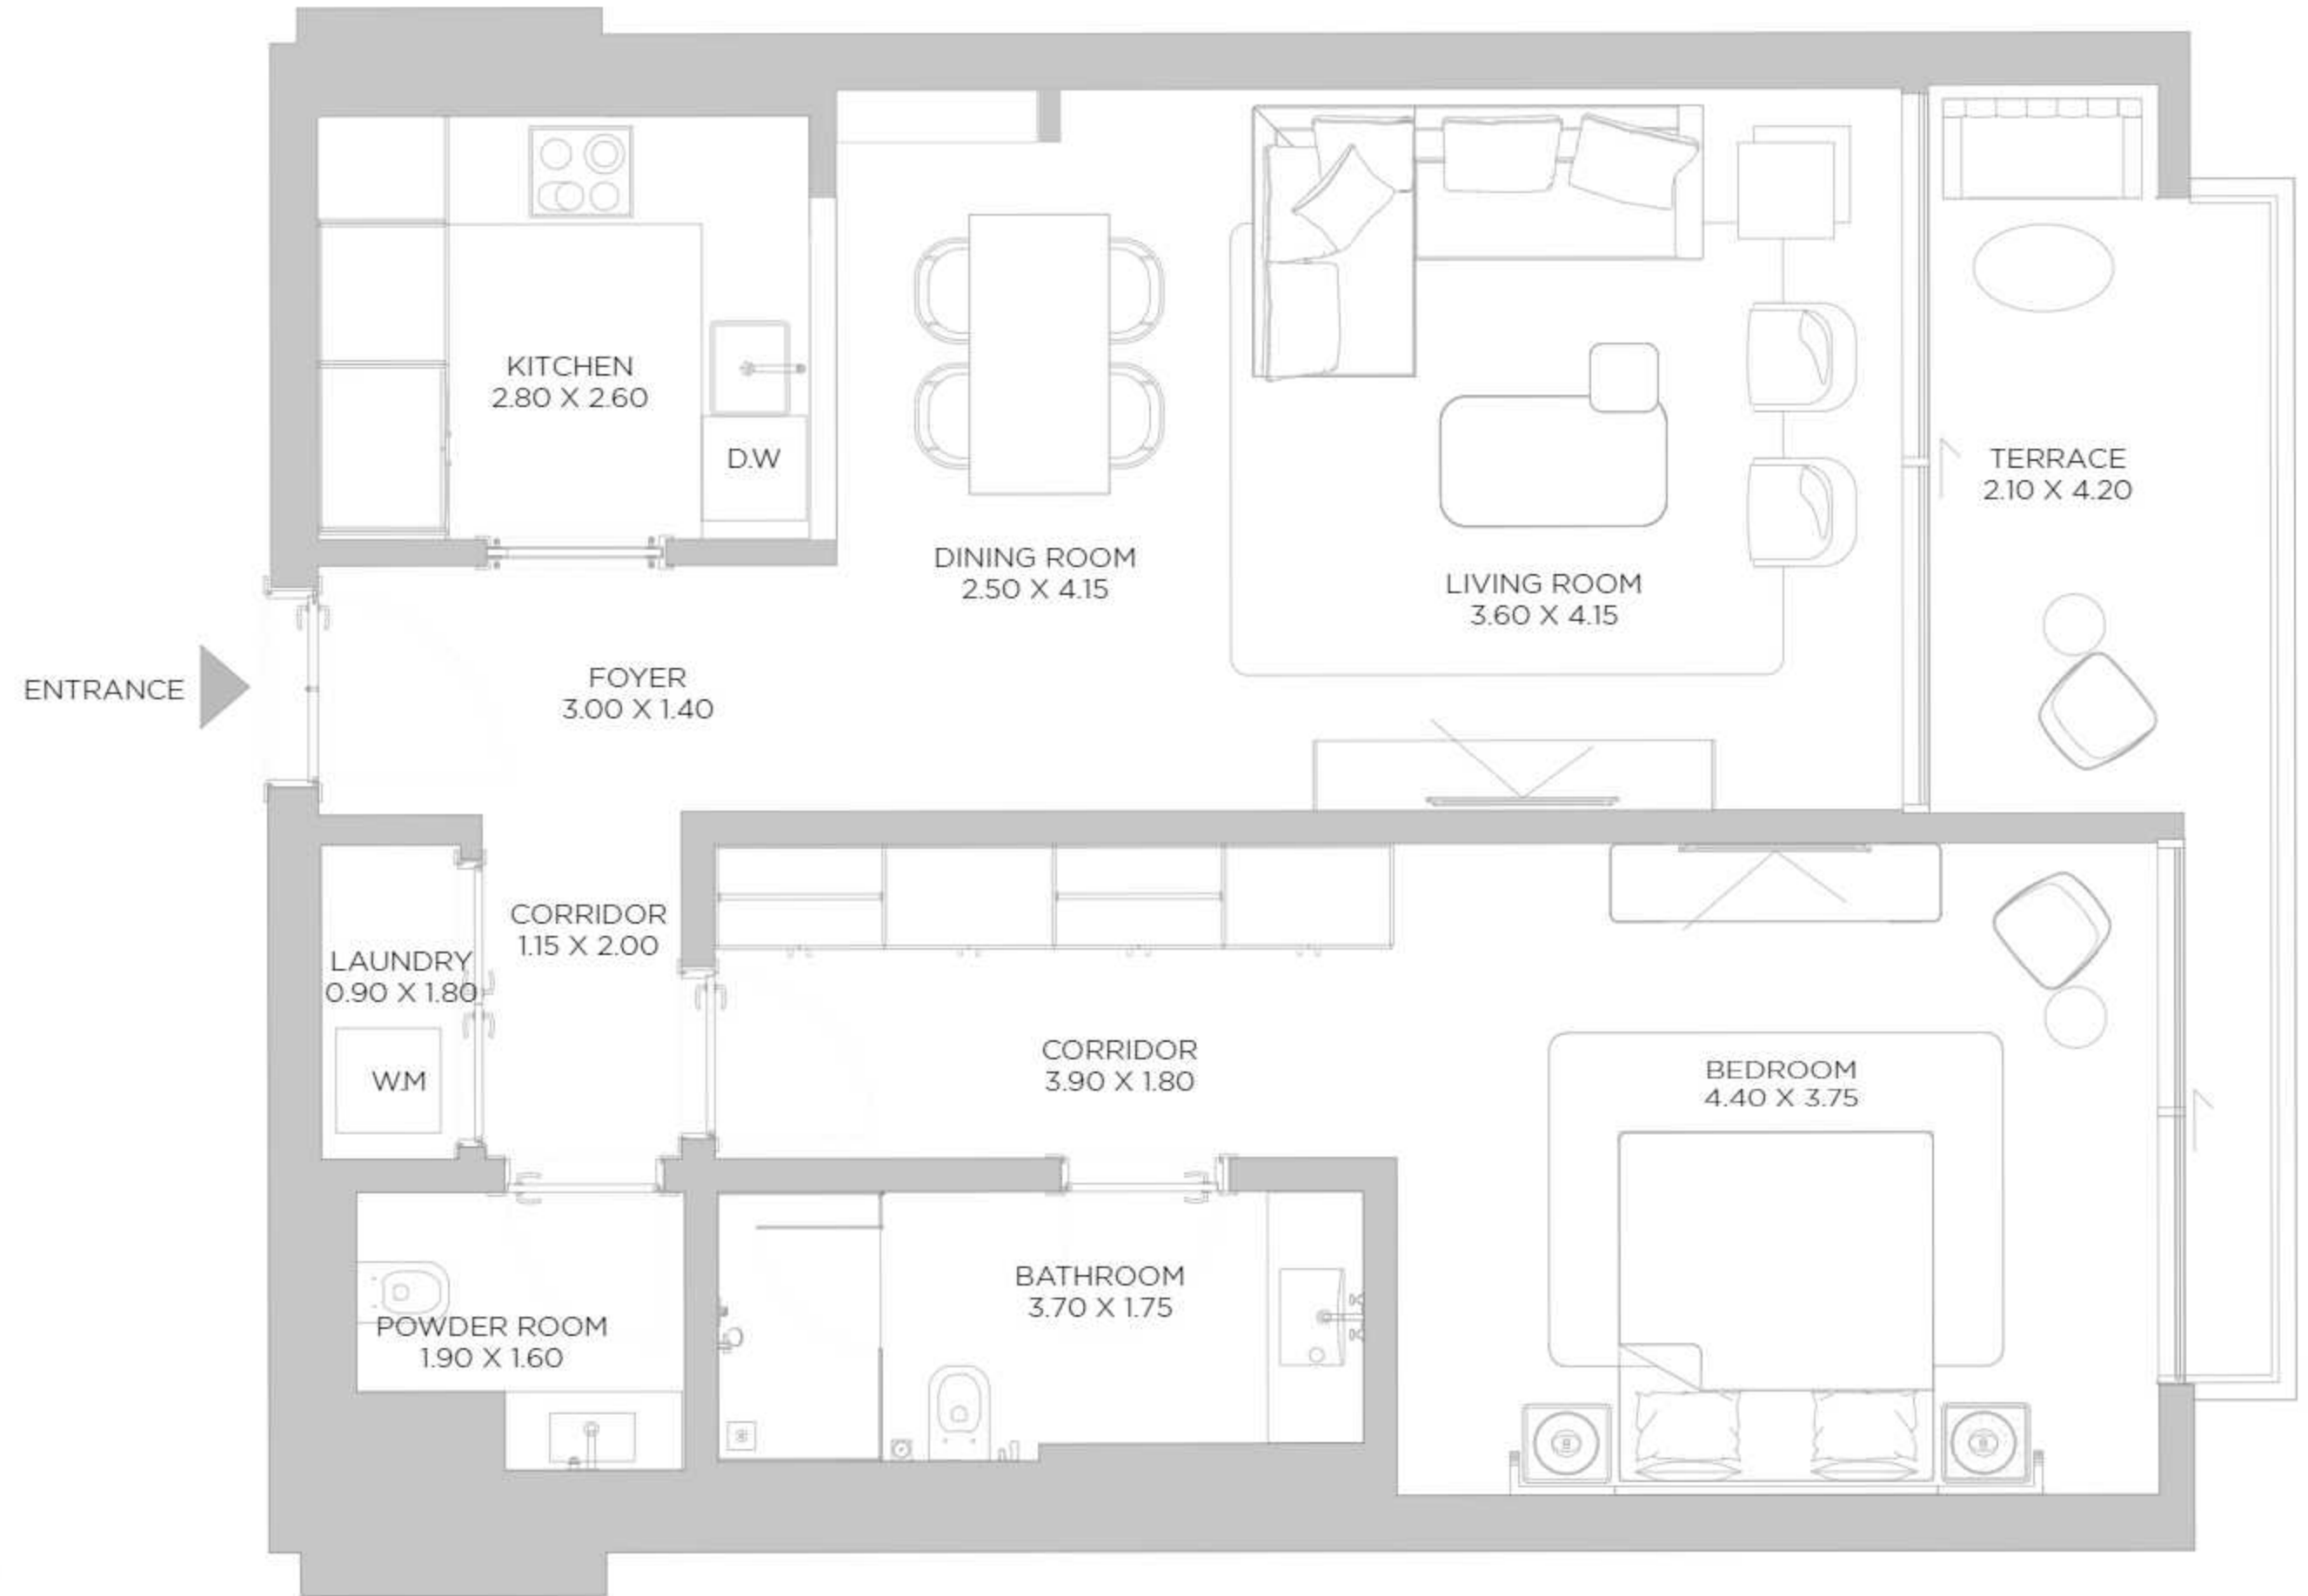 KITCHEN
2.80 X 2.60
D.W
DINING ROOM
2.50 X 4.15
LIVING ROOM
3.60 X 4.15
TERRACE
2.10 X 4.20
ENTRANCE
FOYER
3.00 X 1.40
CORRIDOR
1.15 X 2.00
LAUNDRY
0.90 X 1.80
W.M
CORRIDOR
3.90 X 1.80
BEDROOM
4.40 X 3.75
POWDER ROOM
1.90 X 1.60
BATHROOM
3.70 X 1.75